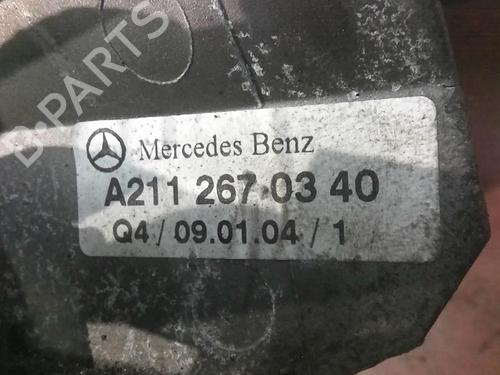 B-PARTS
Mercedes Benz
A211 267 03 40
Q4 / 09.01.04 / 1